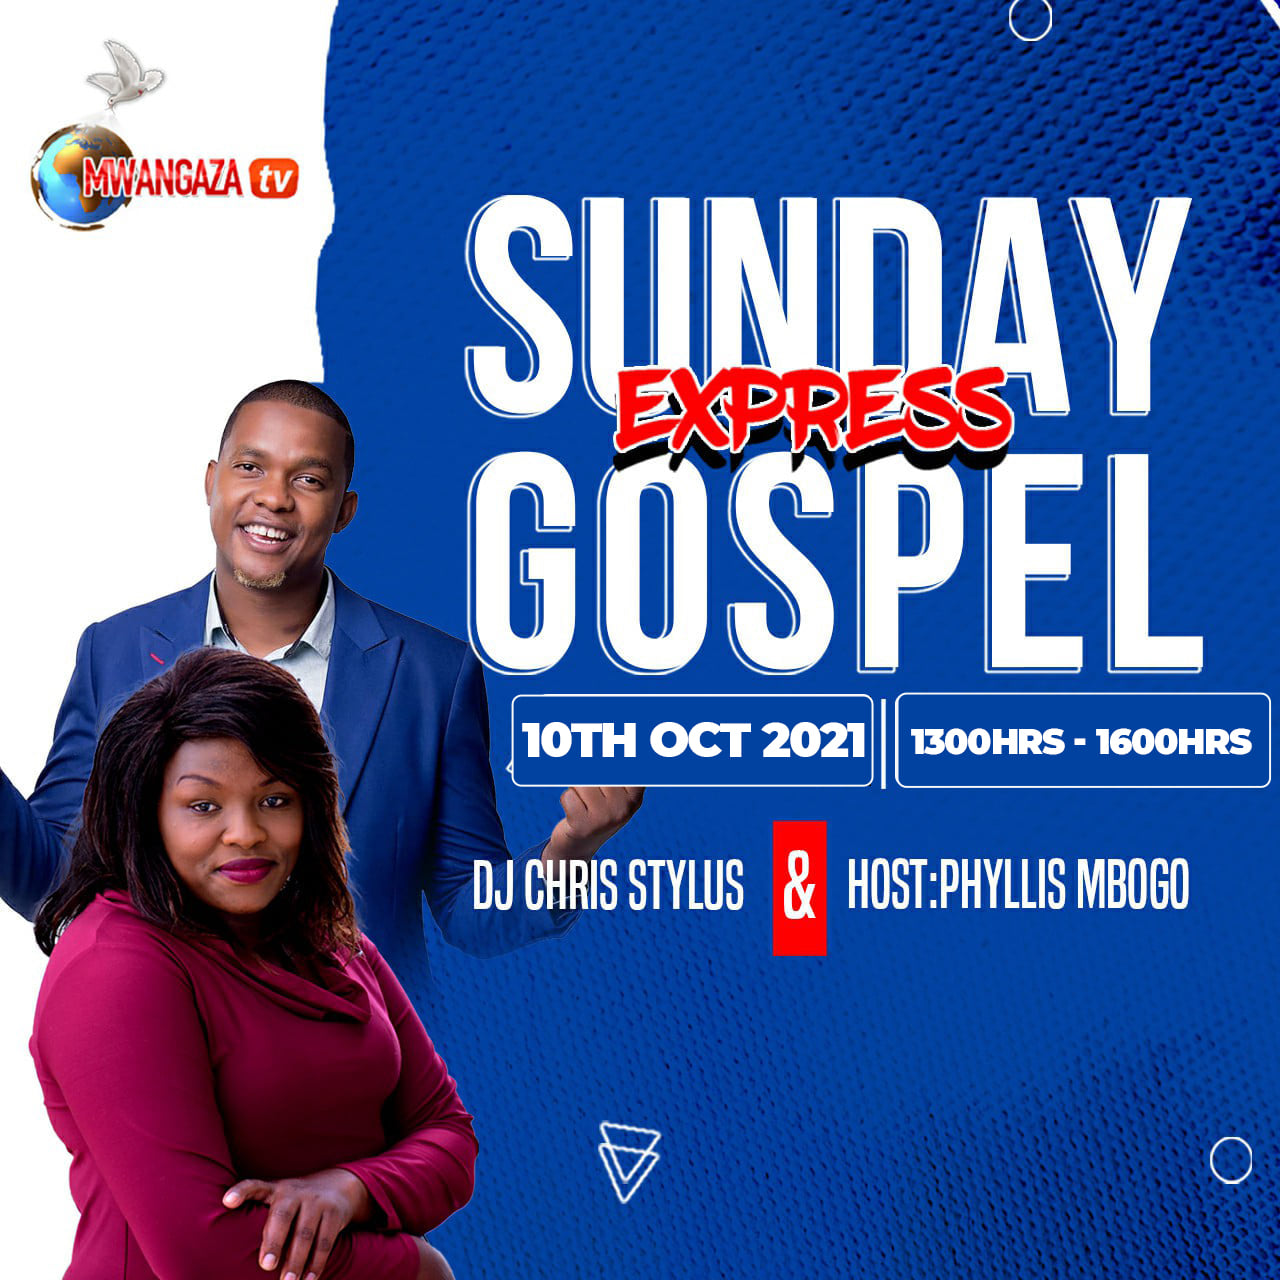 MWANGAZA tv
SUNDAY
EXPRESS
GOSPEL
10TH OCT 2021 | 1300HRS - 1600HRS
DJ CHRIS STYLUS & HOST:PHYLLIS MBOGO